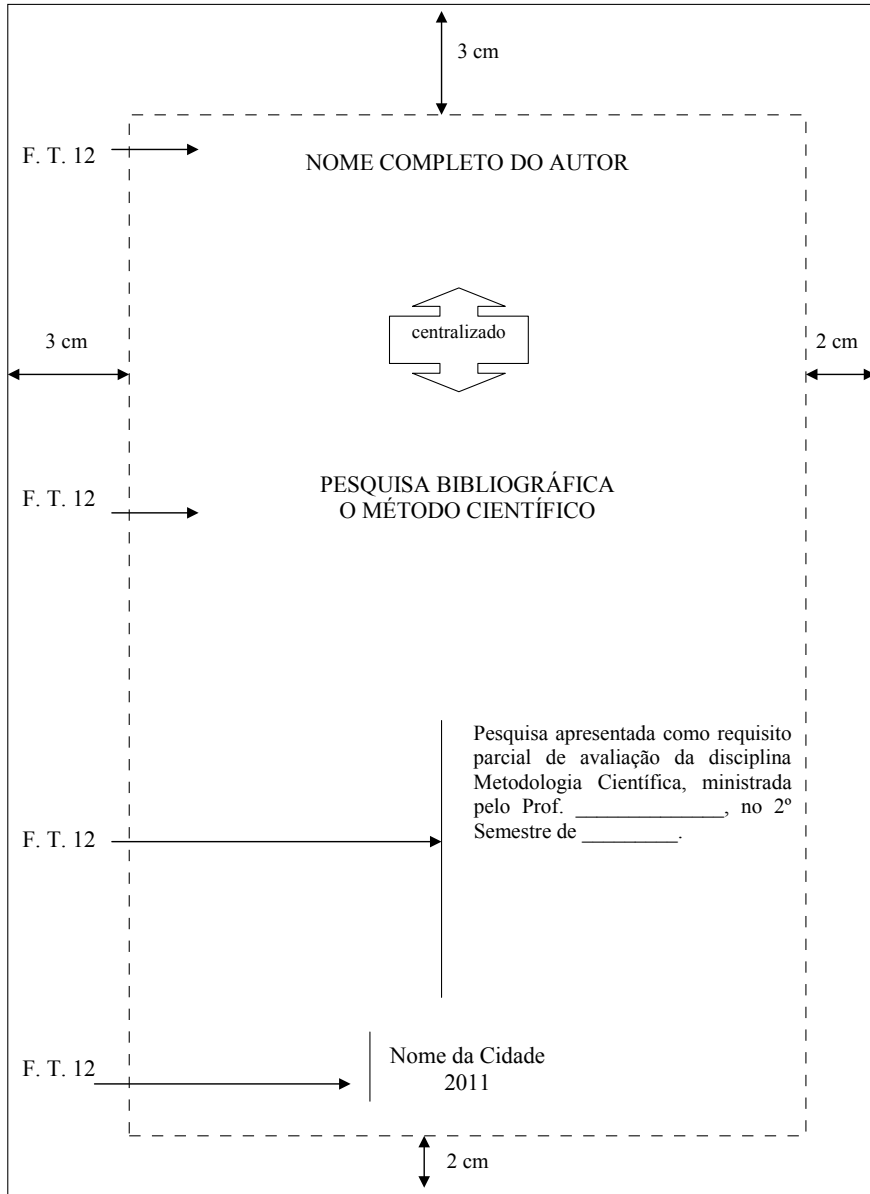 3 cm
F. T. 12
NOME COMPLETO DO AUTOR
centralizado
3 cm
2 cm
F. T. 12
PESQUISA BIBLIOGRÁFICA
O MÉTODO CIENTÍFICO
Pesquisa apresentada como requisito
parcial de avaliação da disciplina
Metodologia Científica, ministrada
pelo Prof. ______________, no 2º
Semestre de _________.
F. T. 12
F. T. 12
Nome da Cidade
2011
2 cm